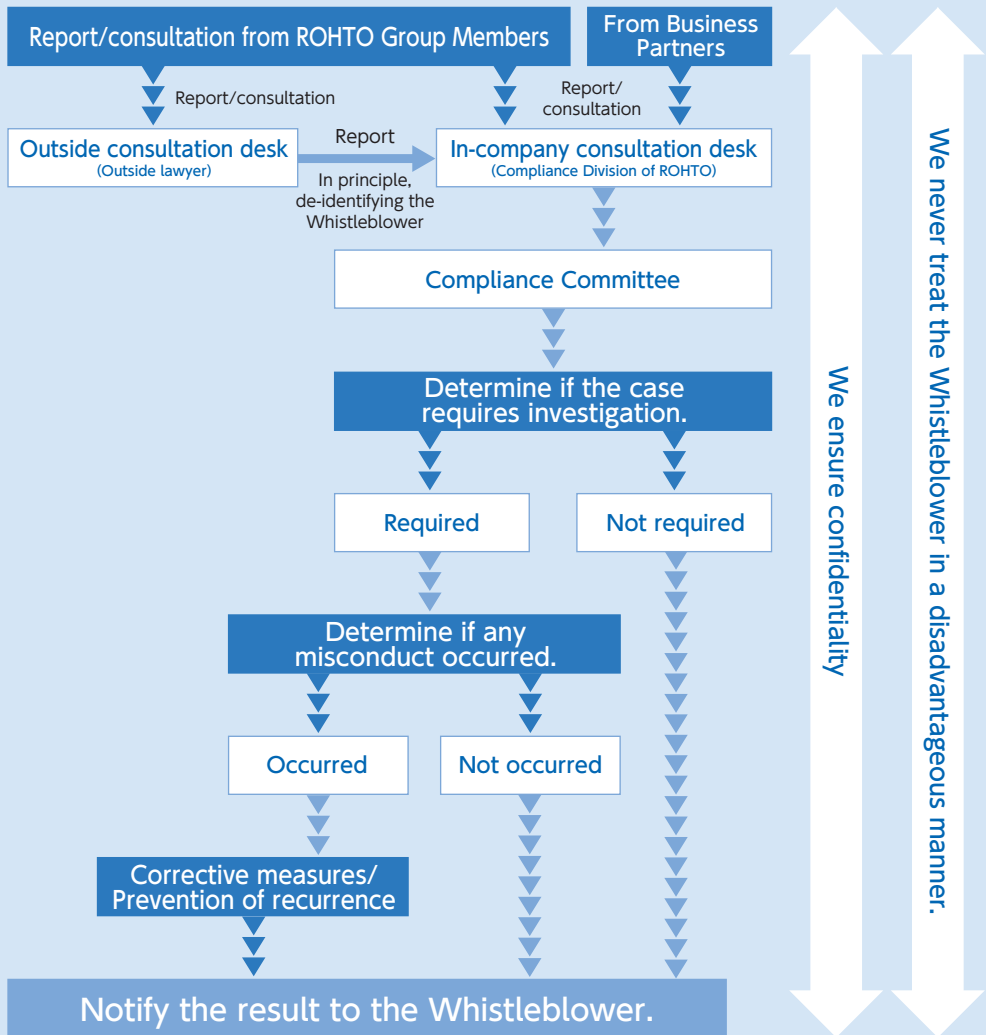 Report/consultation from ROHTO Group Members
From Business
Partners
Report/consultation
Report/
consultation
Outside consultation desk
(Outside lawyer)
Report
In principle,
de-identifying the
Whistleblower
In-company consultation desk
(Compliance Division of ROHTO)
Compliance Committee
Determine if the case
requires investigation.
Required
Not required
Determine if any
misconduct occurred.
Occurred
Not occurred
Corrective measures/
Prevention of recurrence
Notify the result to the Whistleblower.
We ensure confidentiality
We never treat the Whistleblower in a disadvantageous manner.